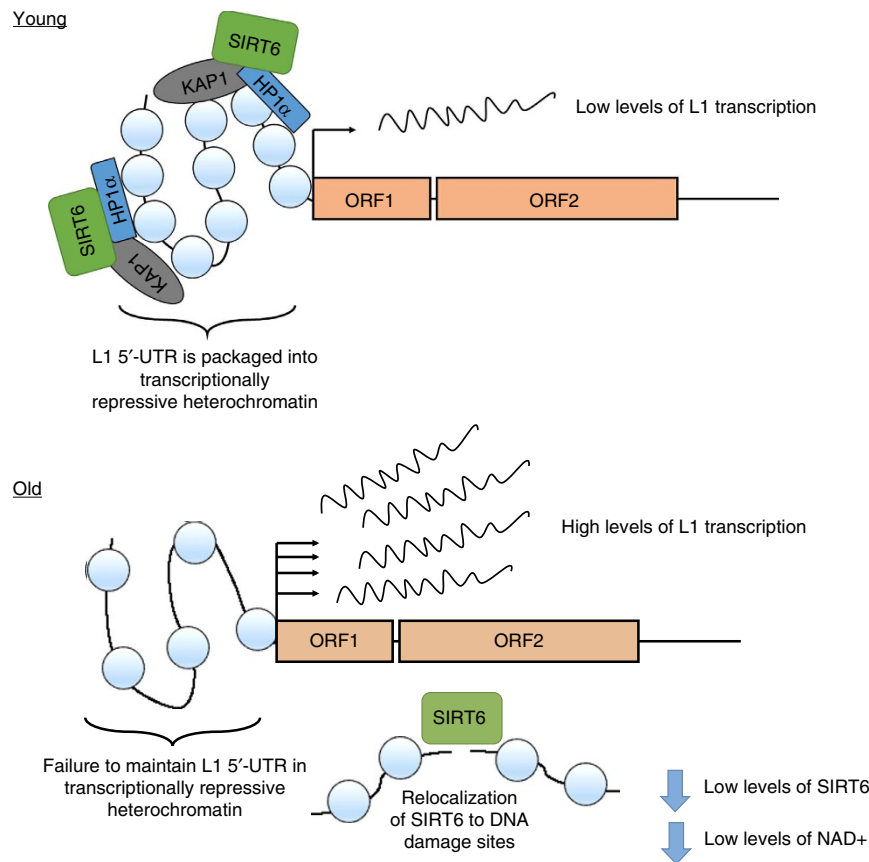 Young
SIRT6
KAP1
HP1α
Low levels of L1 transcription
ORF1
ORF2
HP1α
SIRT6
KAP1
L1 5′-UTR is packaged into
transcriptionally
repressive heterochromatin
Old
High levels of L1 transcription
ORF1
ORF2
SIRT6
Failure to maintain L1 5′-UTR in
transcriptionally repressive
heterochromatin
Relocalization
of SIRT6 to DNA
damage sites
Low levels of SIRT6
Low levels of NAD+